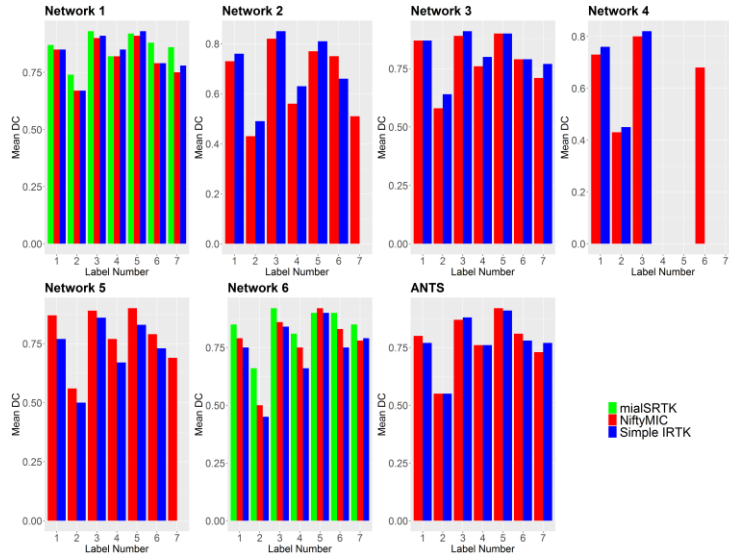 Network 1
Mean DC
0.75
0.50
0.25
0.00
1 2 3 4 5 6 7
Label Number
Network 2
Mean DC
0.8
0.6
0.4
0.2
0.0
1 2 3 4 5 6 7
Label Number
Network 3
Mean DC
0.75
0.50
0.25
0.00
1 2 3 4 5 6 7
Label Number
Network 4
Mean DC
0.8
0.6
0.4
0.2
0.0
1 2 3 4 5 6 7
Label Number
Network 5
Mean DC
0.75
0.50
0.25
0.00
1 2 3 4 5 6 7
Label Number
Network 6
Mean DC
0.75
0.50
0.25
0.00
1 2 3 4 5 6 7
Label Number
ANTS
Mean DC
0.75
0.50
0.25
0.00
1 2 3 4 5 6 7
Label Number
mialSRTK
NiftyMIC
Simple IRTK